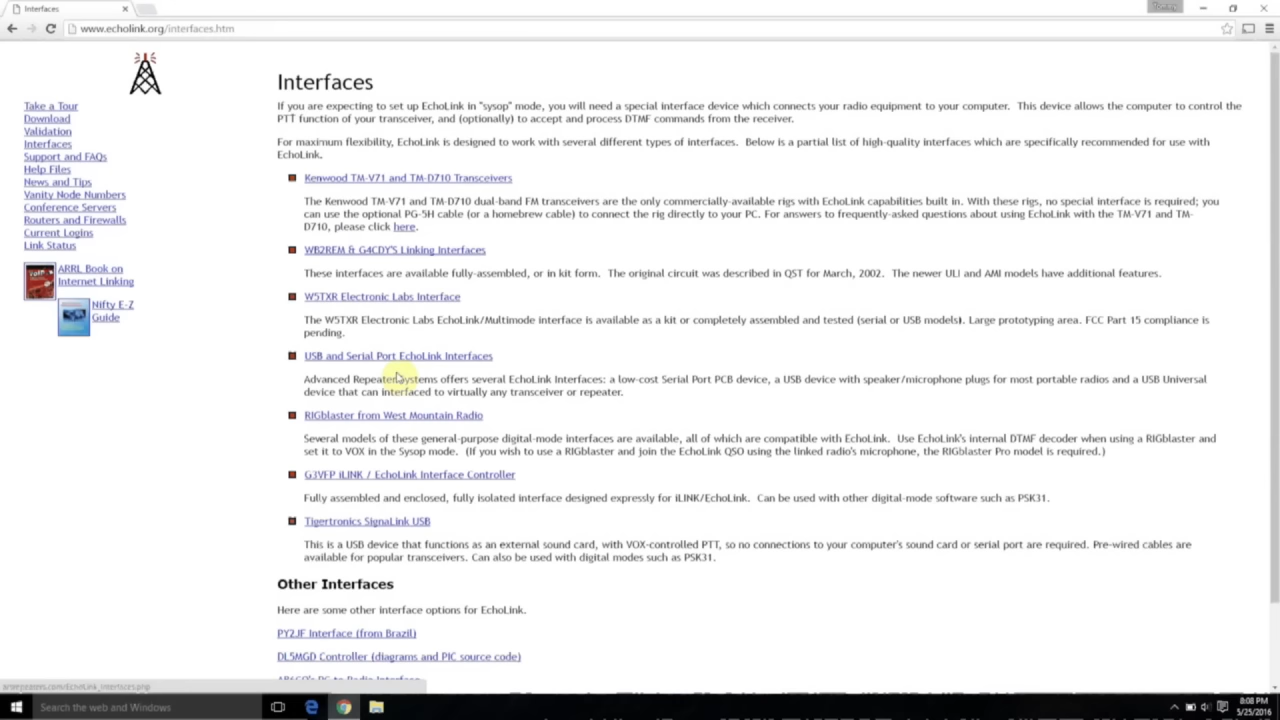 Interfaces
Tommy
www.echolink.org/interfaces.htm
Take a Tour
Download
Validation
Interfaces
Support and FAQs
Help Files
News and Tips
Vanity Node Numbers
Conference Servers
Routers and Firewalls
Current Logins
Link Status
ARRL Book on
Internet Linking
Nifty E-Z
Guide
Interfaces
If you are expecting to set up EchoLink in "sysop" mode, you will need a special interface device which connects your radio equipment to your computer. This device allows the computer to control the
PTT function of your transceiver, and (optionally) to accept and process DTMF commands from the receiver.
For maximum flexibility, EchoLink is designed to work with several different types of interfaces. Below is a partial list of high-quality interfaces which are specifically recommended for use with
EchoLink.
Kenwood TM-V71 and TM-D710 Transceivers
The Kenwood TM-V71 and TM-D710 dual-band FM transceivers are the only commercially-available rigs with EchoLink capabilities built in. With these rigs, no special interface is required; you
can use the optional PG-5H cable (or a homebrew cable) to connect the rig directly to your PC. For answers to frequently-asked questions about using EchoLink with the TM-V71 and TM-
D710, please click here.
WB2REM & G4CDY'S Linking Interfaces
These interfaces are available fully-assembled, or in kit form. The original circuit was described in QST for March, 2002. The newer ULI and AMI models have additional features.
W5TXR Electronic Labs Interface
The W5TXR Electronic Labs EchoLink/Multimode interface is available as a kit or completely assembled and tested (serial or USB models). Large prototyping area. FCC Part 15 compliance is
pending.
USB and Serial Port EchoLink Interfaces
Advanced Repeater Systems offers several EchoLink Interfaces: a low-cost Serial Port PCB device, a USB device with speaker/microphone plugs for most portable radios and a USB Universal
device that can interfaced to virtually any transceiver or repeater.
RIGblaster from West Mountain Radio
Several models of these general-purpose digital-mode interfaces are available, all of which are compatible with EchoLink. Use EchoLink's internal DTMF decoder when using a RIGblaster and
set it to VOX in the Sysop mode. (If you wish to use a RIGblaster and join the EchoLink QSO using the linked radio's microphone, the RIGblaster Pro model is required.)
G3VFP iLINK / EchoLink Interface Controller
Fully assembled and enclosed, fully isolated interface designed expressly for iLINK/EchoLink. Can be used with other digital-mode software such as PSK31.
Tigertronics SignaLink USB
This is a USB device that functions as an external sound card, with VOX-controlled PTT, so no connections to your computer's sound card or serial port are required. Pre-wired cables are
available for popular transceivers. Can also be used with digital modes such as PSK31.
Other Interfaces
Here are some other interface options for EchoLink.
PY2JF Interface (from Brazil)
DL5MGD Controller (diagrams and PIC source code)
Search the web and Windows
8:08 PM
5/25/2016